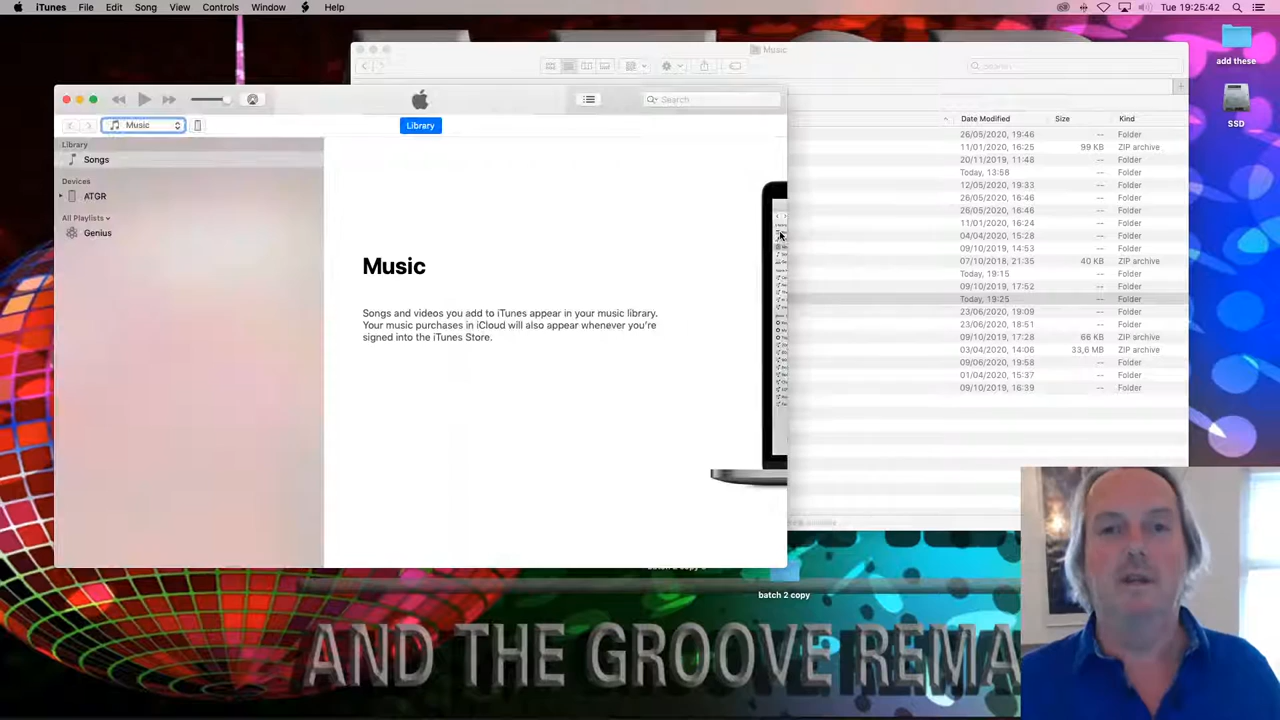 iTunes File Edit Song View Controls Window Help Tue 19:25:42
add these
SSD
Music
Search
Search
Music
Library
Library
Songs
Devices
ATGR
All Playlists
Genius
Music
Songs and videos you add to iTunes appear in your music library.
Your music purchases in iCloud will also appear whenever you're
signed into the iTunes Store.
Date Modified Size Kind
26/05/2020, 19:46 -- Folder
11/01/2020, 16:25 99 KB ZIP archive
20/11/2019, 11:48 -- Folder
Today, 13:58 -- Folder
12/05/2020, 19:33 -- Folder
26/05/2020, 16:46 -- Folder
26/05/2020, 16:46 -- Folder
11/01/2020, 16:24 -- Folder
04/04/2020, 15:28 -- Folder
09/10/2019, 14:53 -- Folder
07/10/2018, 21:35 40 KB ZIP archive
Today, 19:15 -- Folder
09/10/2019, 17:52 -- Folder
Today, 19:25 -- Folder
23/06/2020, 19:09 -- Folder
23/06/2020, 18:51 -- Folder
09/10/2019, 17:28 66 KB ZIP archive
03/04/2020, 14:06 33,6 MB ZIP archive
09/06/2020, 19:58 -- Folder
01/04/2020, 15:37 -- Folder
09/10/2019, 16:39 -- Folder
batch 2 copy
AND THE GROOVE REMA